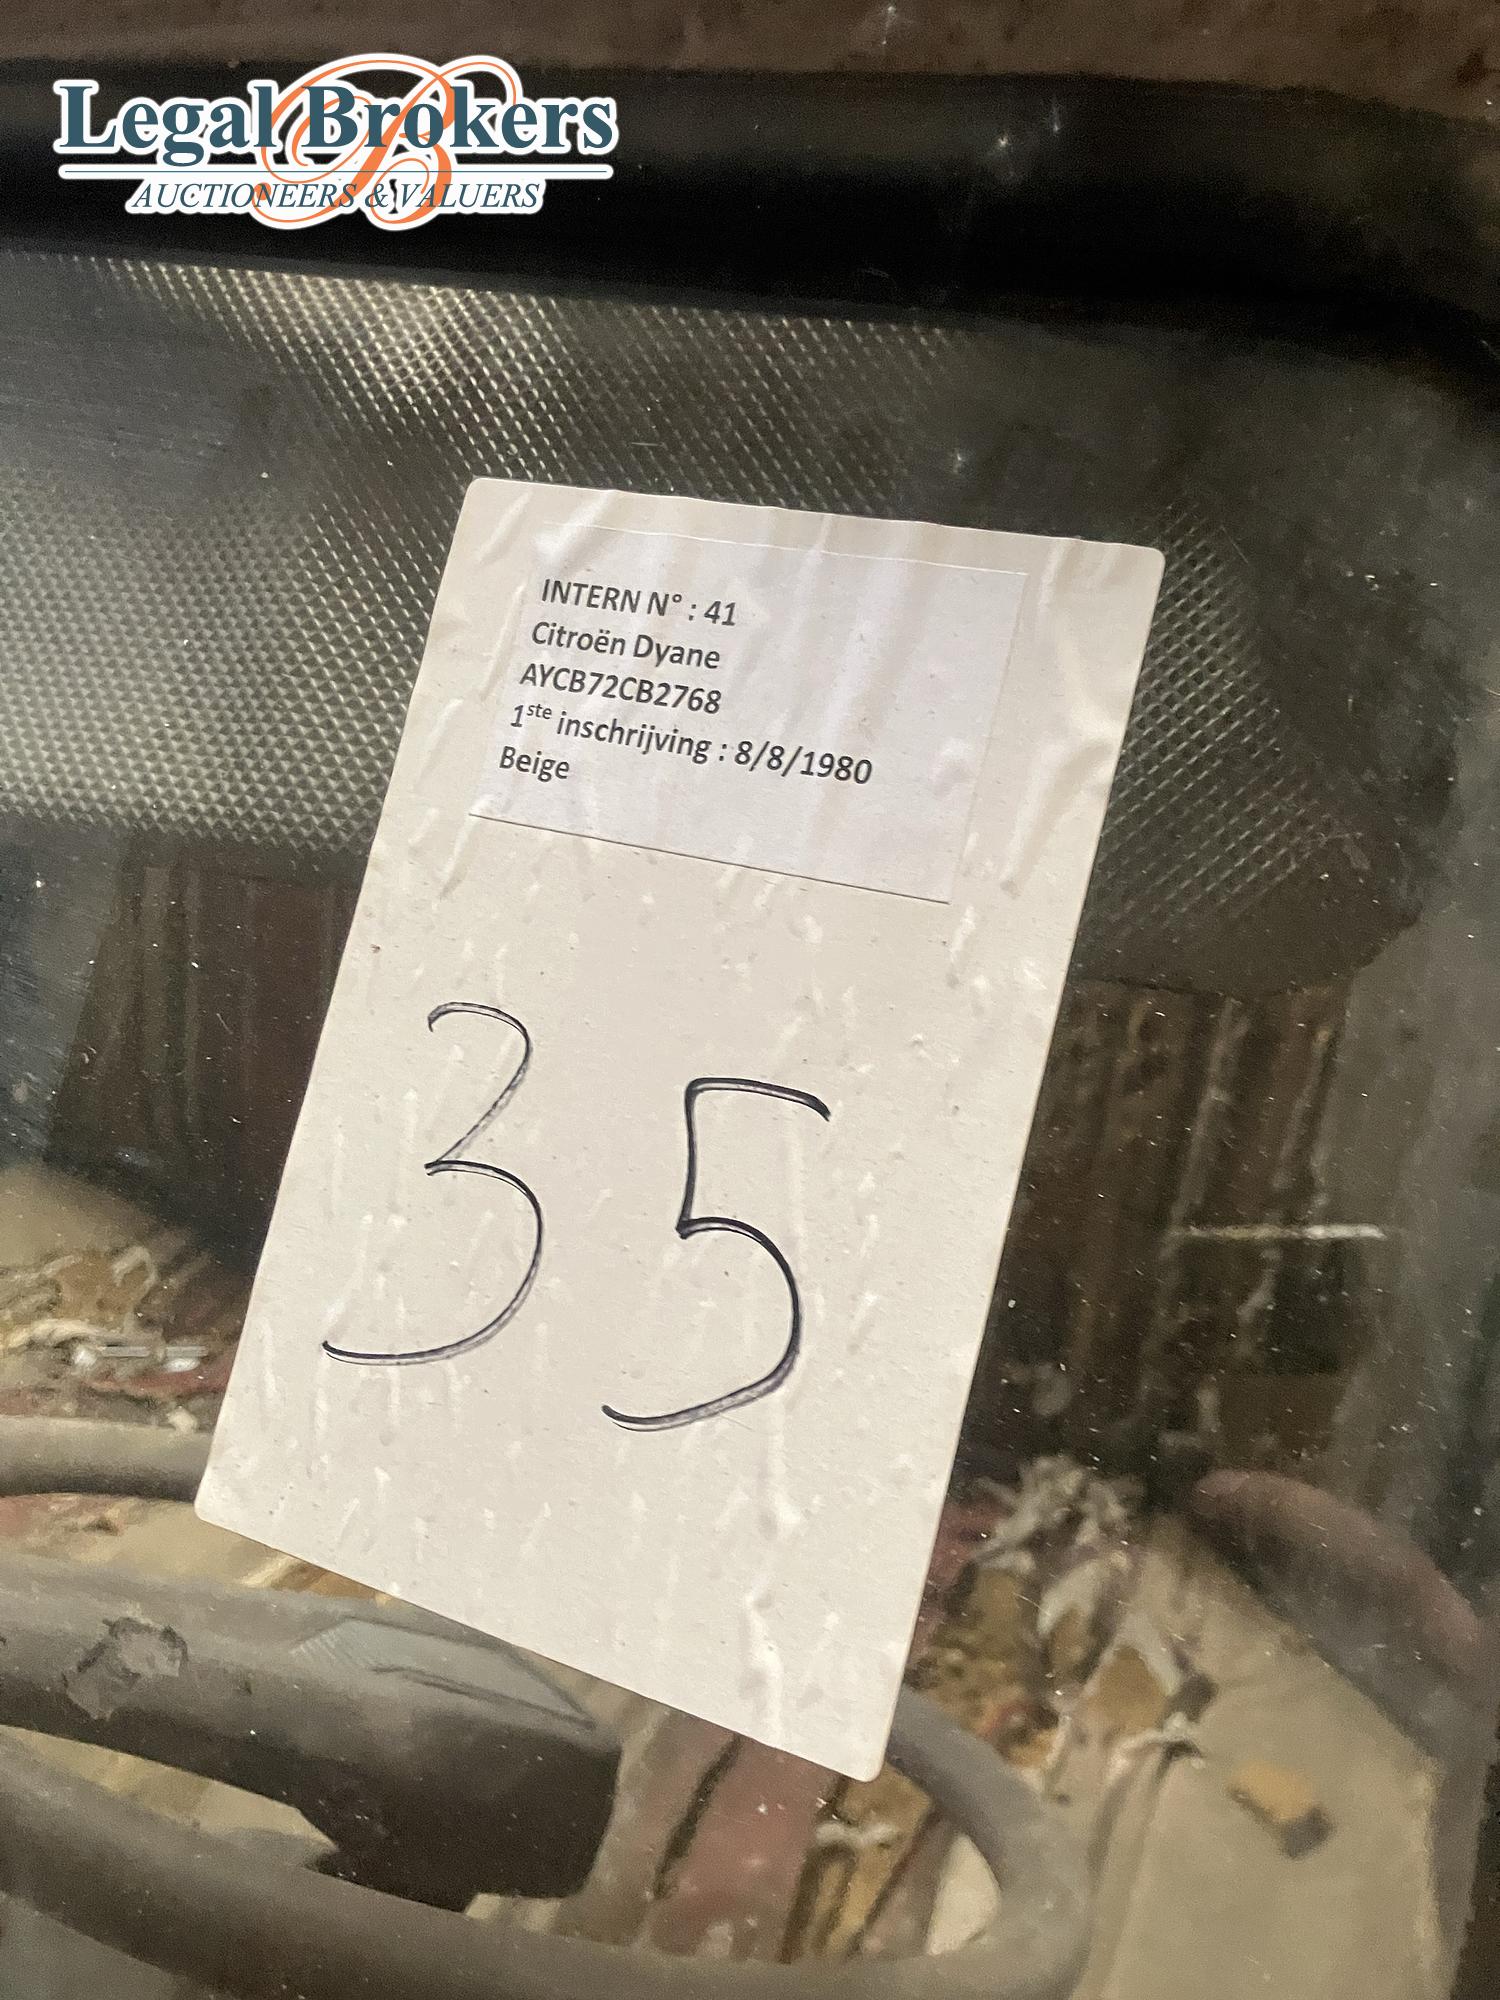 Legal Brokers
AUCTIONEERS & VALUERS
INTERN N° : 41
Citroën Dyane
AYCB72CB2768
1ste inschrijving : 8/8/1980
Beige
35